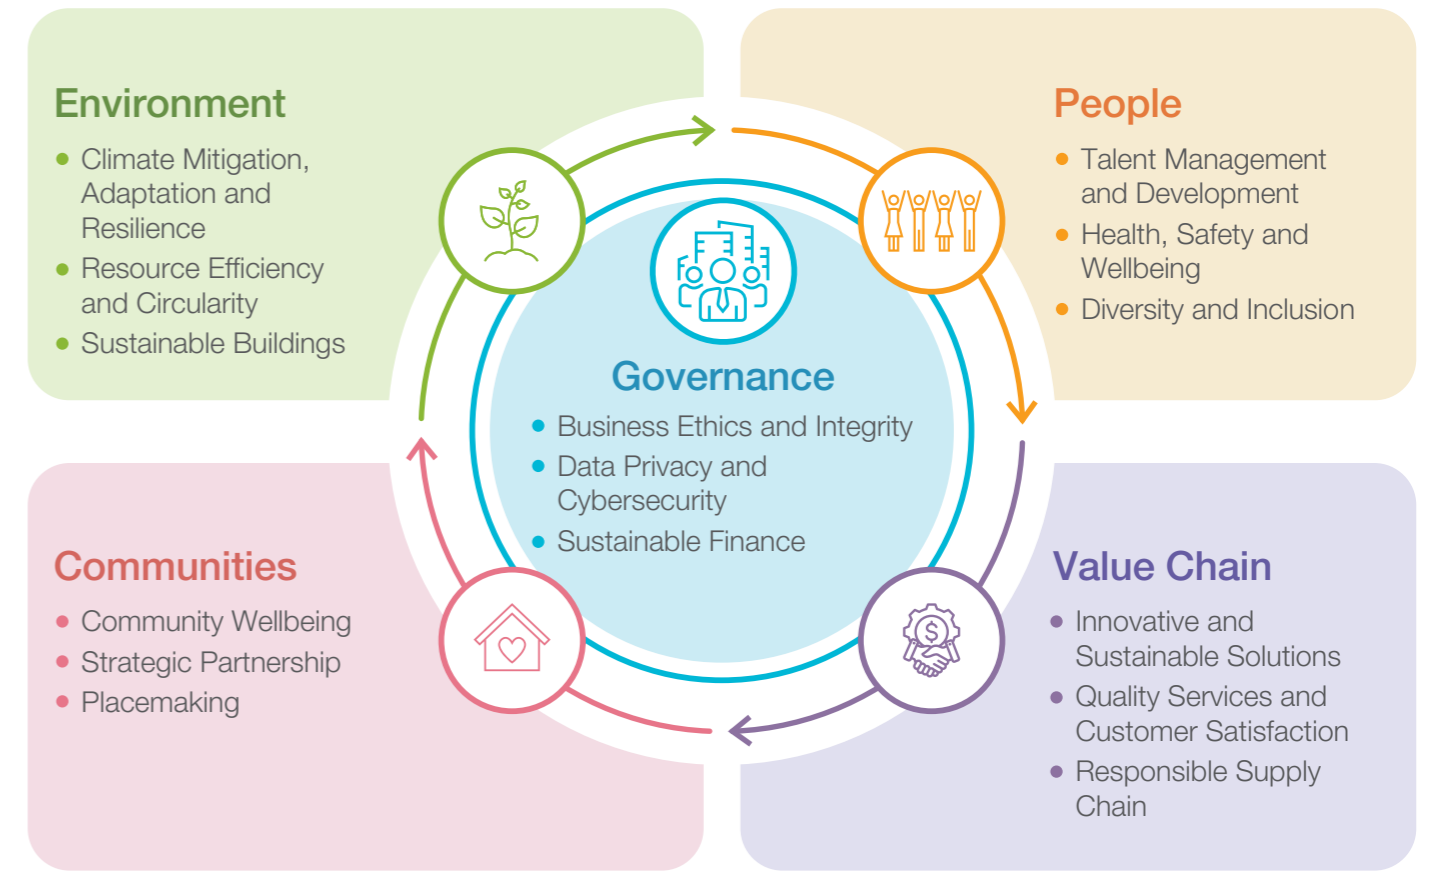 Environment
• Climate Mitigation,
Adaptation and
Resilience
• Resource Efficiency
and Circularity
• Sustainable Buildings
People
• Talent Management
and Development
• Health, Safety and
Wellbeing
• Diversity and Inclusion
Governance
• Business Ethics and Integrity
• Data Privacy and
Cybersecurity
• Sustainable Finance
Communities
• Community Wellbeing
• Strategic Partnership
• Placemaking
Value Chain
• Innovative and
Sustainable Solutions
• Quality Services and
Customer Satisfaction
• Responsible Supply
Chain
$